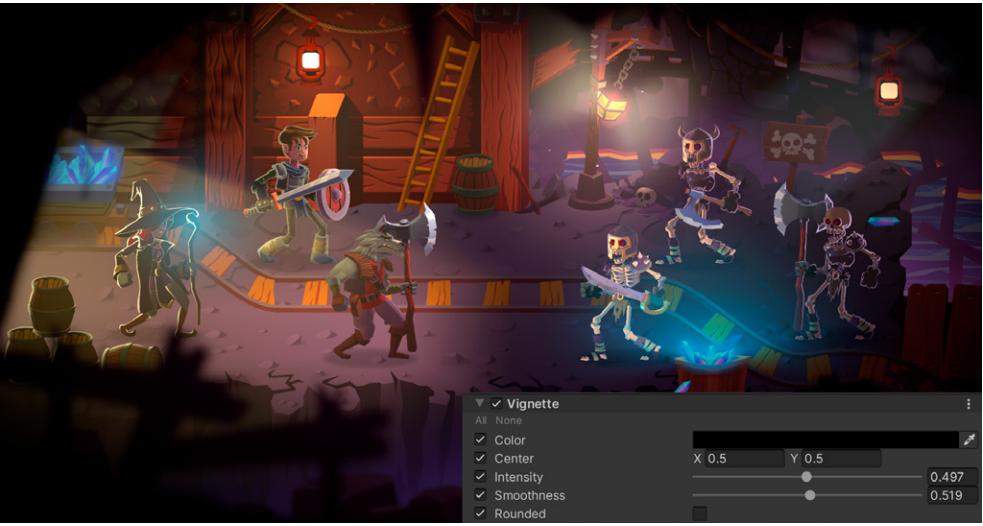 Vignette
All None
Color
Center X 0.5 Y 0.5
Intensity 0.497
Smoothness 0.519
Rounded